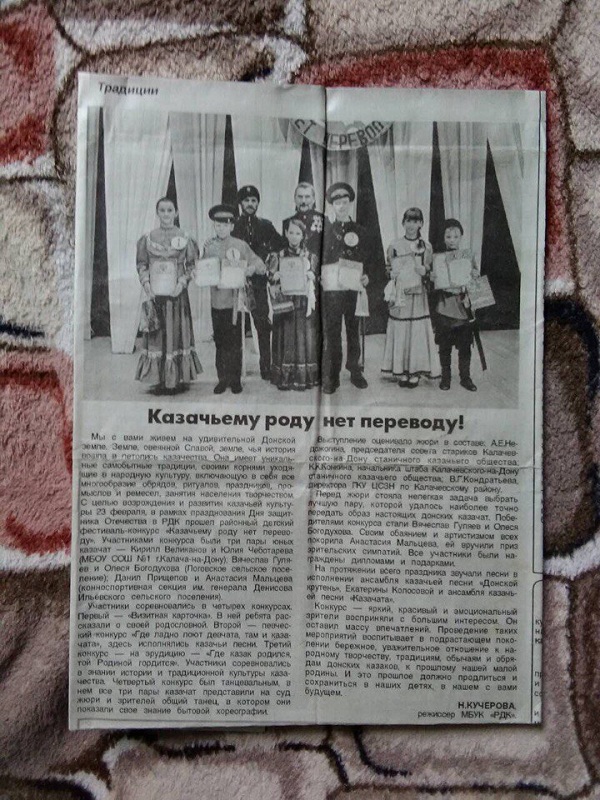 Традиции
СТ ПЕРЕВОД
1
Казачьему роду нет переводу!
Мы с вами живем на удивительной Донской
земле. Земле, овеянной Славой, земле, чья история
вошла в летопись казачества. Она имеет уникаль-
ные самобытные традиции, своими корнями уходя-
щие в народную культуру, включающую в себя все
многообразие обрядов, ритуалов, праздников, про-
мыслов и ремесел, занятия населения творчеством
С целью возрождения и развития казачьей культу-
ры 23 февраля, в рамках празднования Дня защит-
ника Отечества в РДК прошел районный детский
фестиваль-конкурс «Казачьему роду нет перево-
ду». Участниками конкурса были три пары юных
казачат — Кирилл Великанов и Юлия Чеботарева
(МБОУ СОШ №1 г.Калача-на-Дону); Вячеслав Гуля-
ев и Олеся Богодухова (Логовское сельское посе-
ление); Данил Прищепов и Анастасия Мальцева
(конноспортивная секция им. генерала Денисова
Ильевского сельского поселения).
Участники соревновались в четырех конкурсах.
Первый — «Визитная карточка». В ней ребята рас-
сказали о своей родословной. Второй — песен-
ный-конкурс «Где ладно поют девчата, там и каза-
чата», здесь исполнялись казачьи песни. Третий
конкурс — на эрудицию — «Где казак родился,
той Родиной гордится». Участники соревновались
в знании истории и традиционной культуры каза-
чества. Четвертый конкурс был танцевальным, в
нем все три пары казачат представили на суд
жюри и зрителей общий танец, в котором они
показали свое знание бытовой хореографии.
Выступление оценивало жюри в составе: А.Е.Не-
дожогина, председателя совета стариков Калачев-
ского-на-Дону станичного казачьего общества;
К.К.Кочкина, начальника штаба Калачевского-на-Дону
станичного казачьего общества; В.Г.Кондратьева,
директора ГКУ ЦСЗН по Калачевскому району.
Перед жюри стояла нелегкая задача выбрать
лучшую пару, которой удалось наиболее точно
передать образ настоящих донских казачат. Побе-
дителями конкурса стали Вячеслав Гуляев и Олеся
Богодухова. Своим обаянием и артистизмом всех
покорила Анастасия Мальцева, ей вручили приз
зрительских симпатий. Все участники были на-
граждены дипломами и подарками.
На протяжении всего праздника звучали песни в
исполнении ансамбля казачьей песни «Донской
крутень», Екатерины Колосовой и ансамбля казачь-
ей песни «Казачата».
Конкурс — яркий, красивый и эмоциональный
зрители восприняли с большим интересом. Он
оставил массу впечатлений. Проведение таких
мероприятий воспитывает в подрастающем поко-
лении бережное, уважительное отношение к на-
родному творчеству, традициям, обычаям и обря-
дам донских казаков, к прошлому нашей малой
родины. И это прошлое должно продлиться и
сохраниться в наших детях, в нашем с вами
будущем.
Н.КУЧЕРОВА,
режиссер МБУК «РДК».